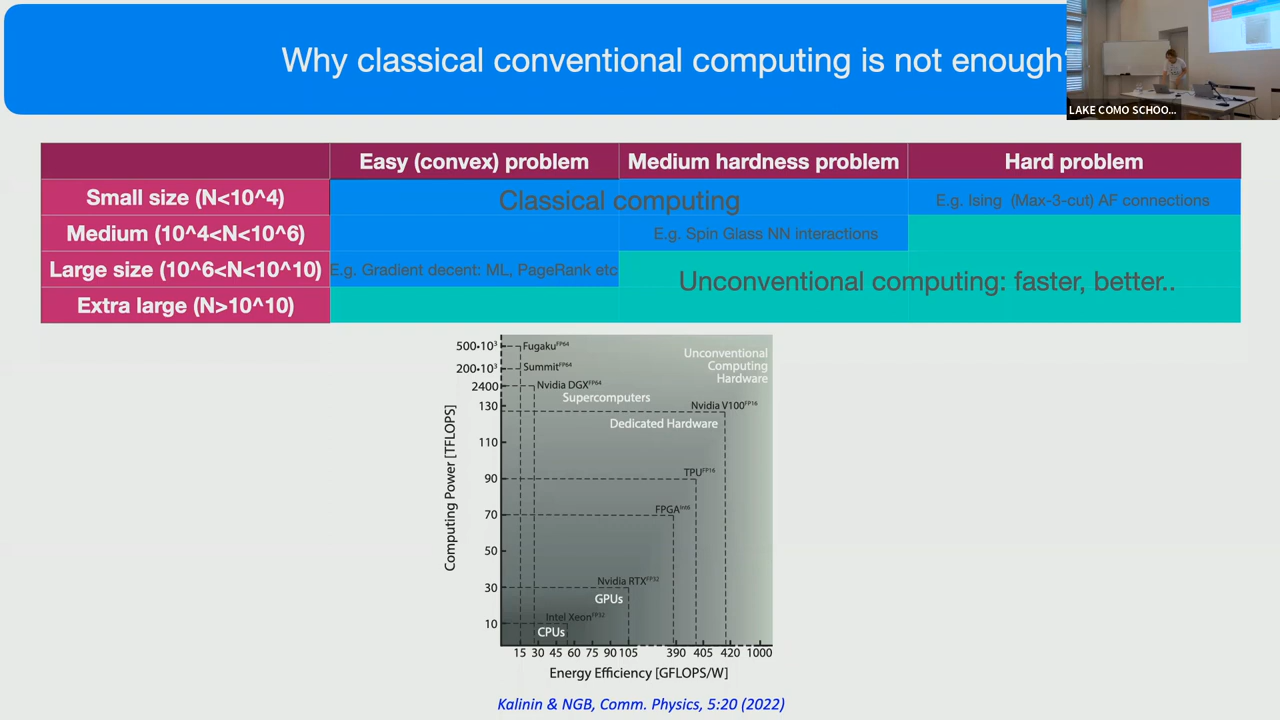 Why classical conventional computing is not enough
LAKE COMO SCHOO...
Easy (convex) problem
Medium hardness problem
Hard problem
Small size (N<10^4)
Classical computing
E.g. Ising (Max-3-cut) AF connections
Medium (10^4<N<10^6)
E.g. Spin Glass NN interactions
Large size (10^6<N<10^10)
E.g. Gradient decent: ML, PageRank etc
Unconventional computing: faster, better..
Extra large (N>10^10)
Computing Power [TFLOPS]
500•10³
200•10³
2400
130
110
90
70
50
30
10
Fugaku^FP64
Summit^FP64
Nvidia DGX^FP64
Supercomputers
Unconventional
Computing
Hardware
Nvidia V100^FP16
Dedicated Hardware
TPU^FP16
FPGA
Nvidia RTX^FP32
GPUs
Intel Xeon^FP32
CPUs
15 30 45 60 75 90 105 390 405 420 1000
Energy Efficiency [GFLOPS/W]
Kalinin & NGB, Comm. Physics, 5:20 (2022)